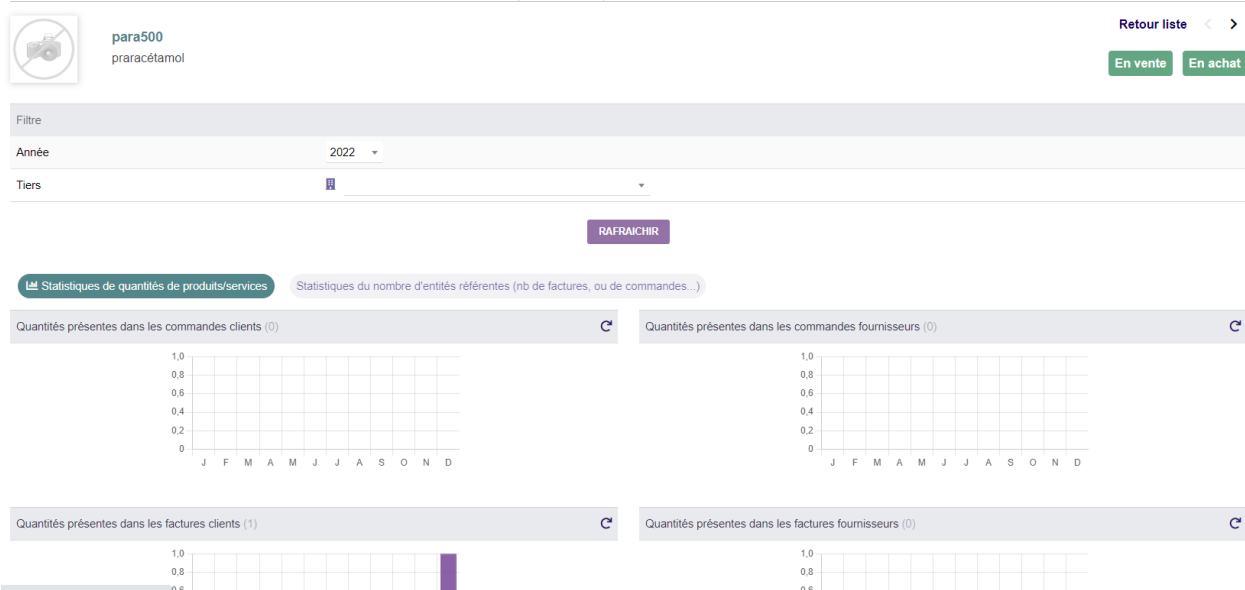 Retour liste
para500
praracétamol
En vente En achat
Filtre
Année 2022
Tiers
RAFRAICHIR
Statistiques de quantités de produits/services Statistiques du nombre d'entités référentes (nb de factures, ou de commandes...)
Quantités présentes dans les commandes clients (0)
1,0
0,8
0,6
0,4
0,2
0
J F M A M J J A S O N D
Quantités présentes dans les commandes fournisseurs (0)
1,0
0,8
0,6
0,4
0,2
0
J F M A M J J A S O N D
Quantités présentes dans les factures clients (1)
1,0
0,8
0,6
Quantités présentes dans les factures fournisseurs (0)
1,0
0,8
0,6